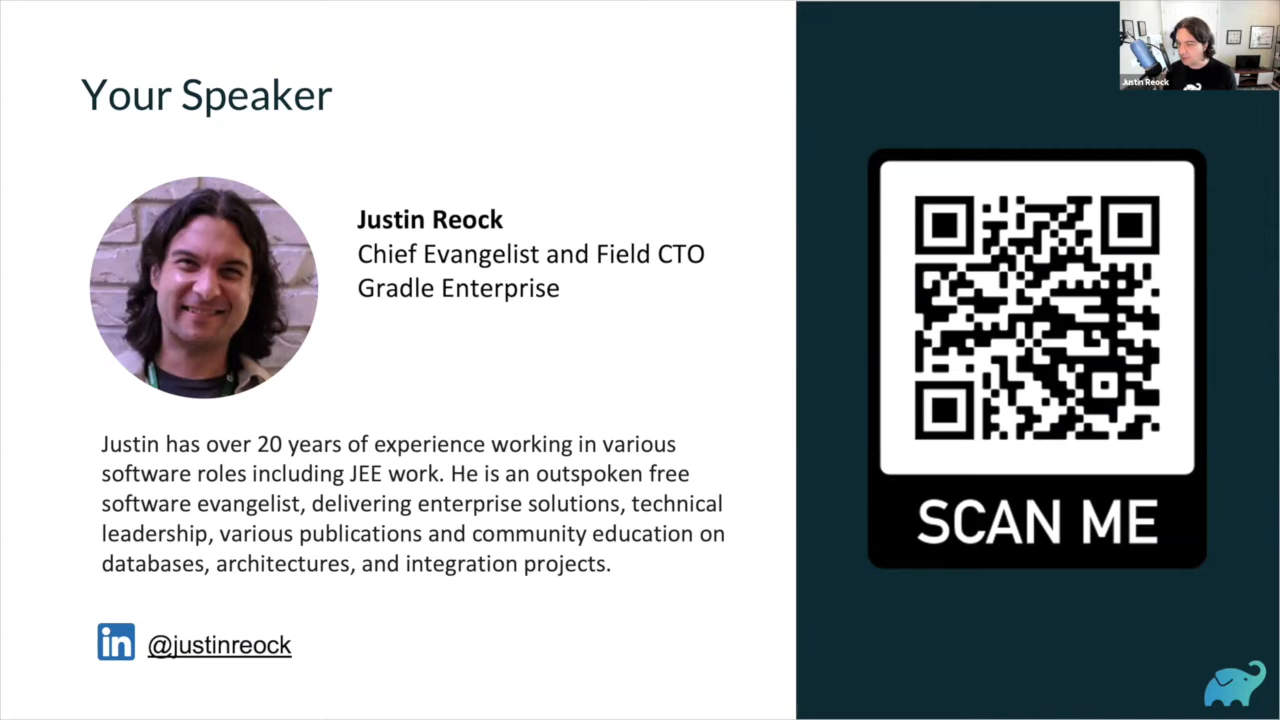 Your Speaker
Justin Reock
Chief Evangelist and Field CTO
Gradle Enterprise
Justin has over 20 years of experience working in various
software roles including JEE work. He is an outspoken free
software evangelist, delivering enterprise solutions, technical
leadership, various publications and community education on
databases, architectures, and integration projects.
in @justinreock
Justin Reock
SCAN ME